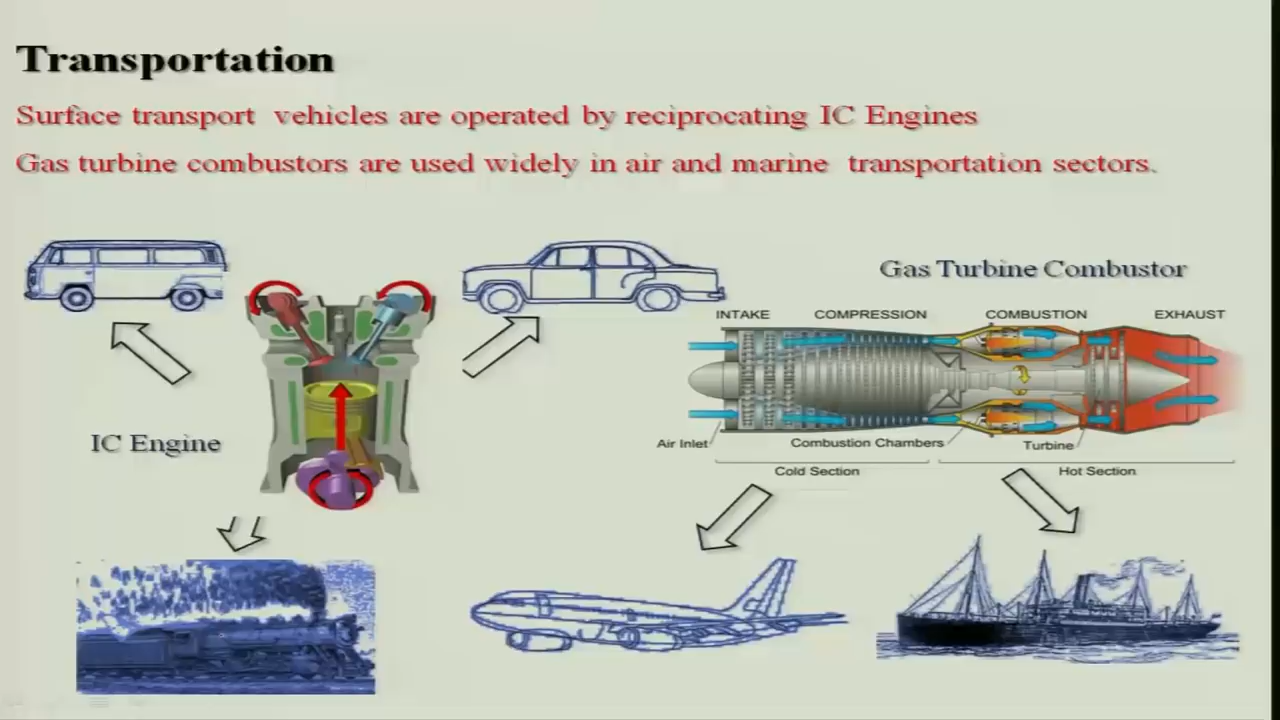 Transportation
Surface transport vehicles are operated by reciprocating IC Engines
Gas turbine combustors are used widely in air and marine transportation sectors.
Gas Turbine Combustor
INTAKE COMPRESSION COMBUSTION EXHAUST
IC Engine
Air Inlet Combustion Chambers Turbine
Cold Section Hot Section